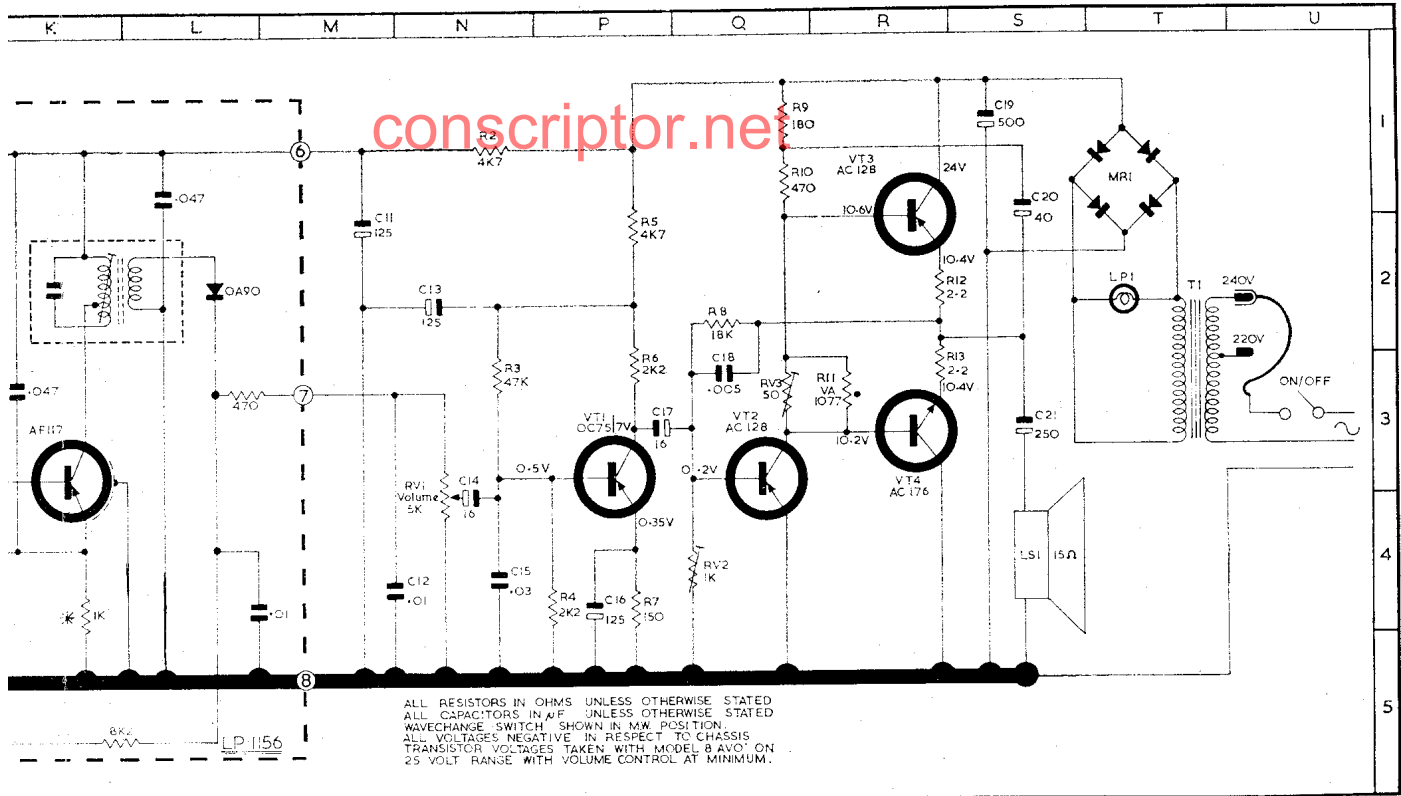 K L M N P Q R S T U
conscriptor.net
1
2
3
4
5
6
7
8
.047
OA90
470
.047
AF117
1K
.01
8K2
LP 1156
R2
4K7
C11
125
C13
125
R3
47K
RV1
Volume
5K
C14
16
C12
.01
C15
.03
R5
4K7
R6
2K2
VT1
OC75
.7V
0.5V
0.35V
R4
2K2
C16
125
R7
150
C17
16
R8
18K
C18
.005
VT2
AC128
0.2V
RV2
1K
R9
180
R10
470
RV3
50
R11
VA
1077
VT3
AC128
24V
10.6V
10.4V
R12
2.2
R13
2.2
10.4V
10.2V
VT4
AC176
C19
500
C20
40
C21
250
LS1
15Ω
MR1
LP1
T1
240V
220V
ON/OFF
ALL RESISTORS IN OHMS UNLESS OTHERWISE STATED
ALL CAPACITORS IN µF UNLESS OTHERWISE STATED
WAVECHANGE SWITCH SHOWN IN M.W. POSITION.
ALL VOLTAGES NEGATIVE IN RESPECT TO CHASSIS
TRANSISTOR VOLTAGES TAKEN WITH MODEL 8 AVO' ON
25 VOLT RANGE WITH VOLUME CONTROL AT MINIMUM.